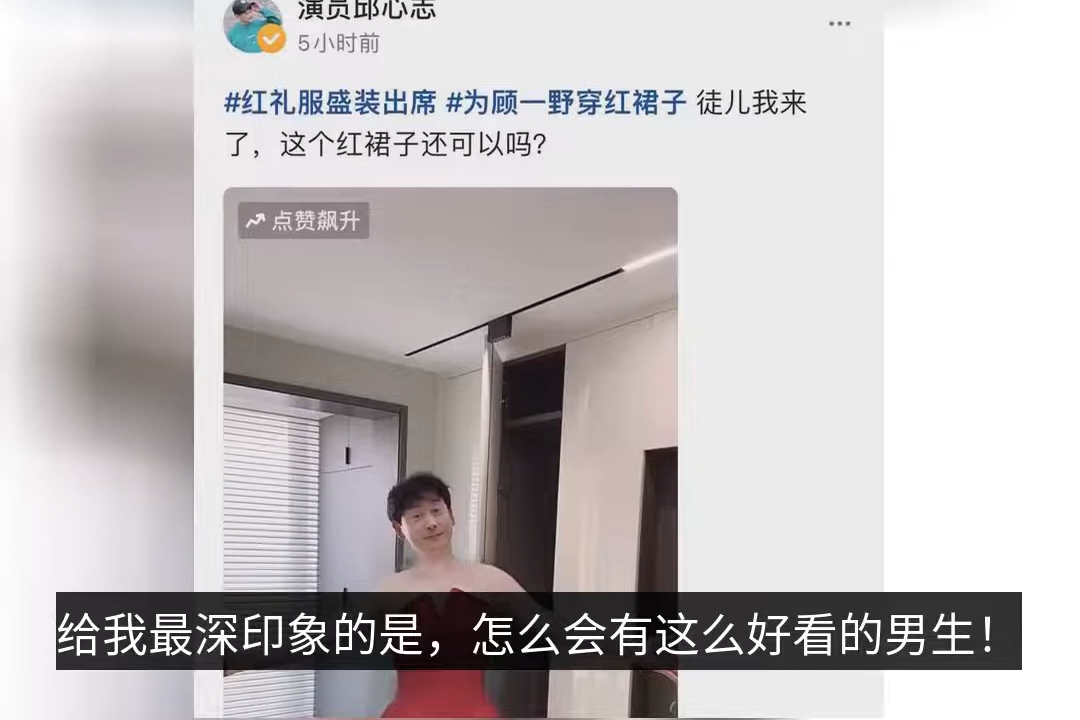 演员邱心志
5小时前
#红礼服盛装出席 #为顾一野穿红裙子 徒儿我来
了，这个红裙子还可以吗？
点赞飙升
给我最深印象的是，怎么会有这么好看的男生！